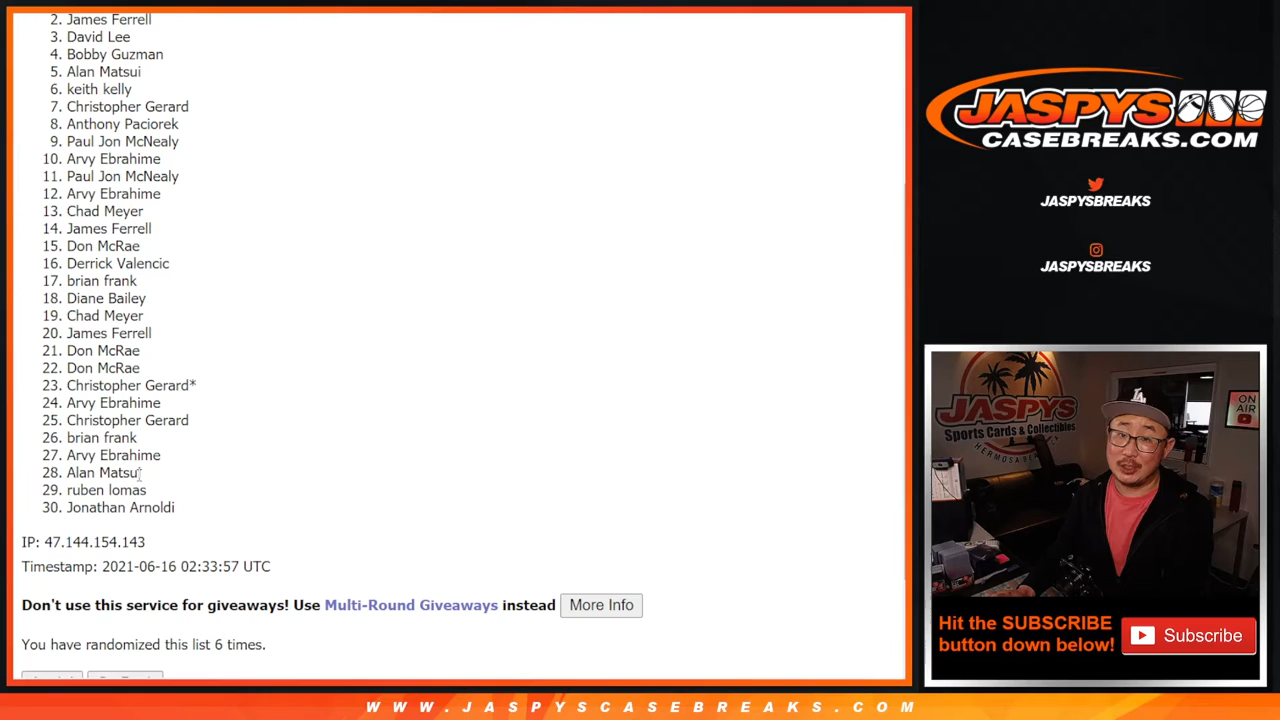 2. James Ferrell
3. David Lee
4. Bobby Guzman
5. Alan Matsui
6. keith kelly
7. Christopher Gerard
8. Anthony Paciorek
9. Paul Jon McNealy
10. Arvy Ebrahime
11. Paul Jon McNealy
12. Arvy Ebrahime
13. Chad Meyer
14. James Ferrell
15. Don McRae
16. Derrick Valencic
17. brian frank
18. Diane Bailey
19. Chad Meyer
20. James Ferrell
21. Don McRae
22. Don McRae
23. Christopher Gerard*
24. Arvy Ebrahime
25. Christopher Gerard
26. brian frank
27. Arvy Ebrahime
28. Alan Matsui
29. ruben lomas
30. Jonathan Arnoldi
IP: 47.144.154.143
Timestamp: 2021-06-16 02:33:57 UTC
Don't use this service for giveaways! Use Multi-Round Giveaways instead More Info
You have randomized this list 6 times.
JASPYS
CASEBREAKS.COM
JASPYSBREAKS
JASPYSBREAKS
JASPYS
Sports Cards & Collectibles
HERMOSA BEACH
LA
ON AIR
Hit the SUBSCRIBE
button down below!
Subscribe
WWW.JASPYSCASEBREAKS.COM